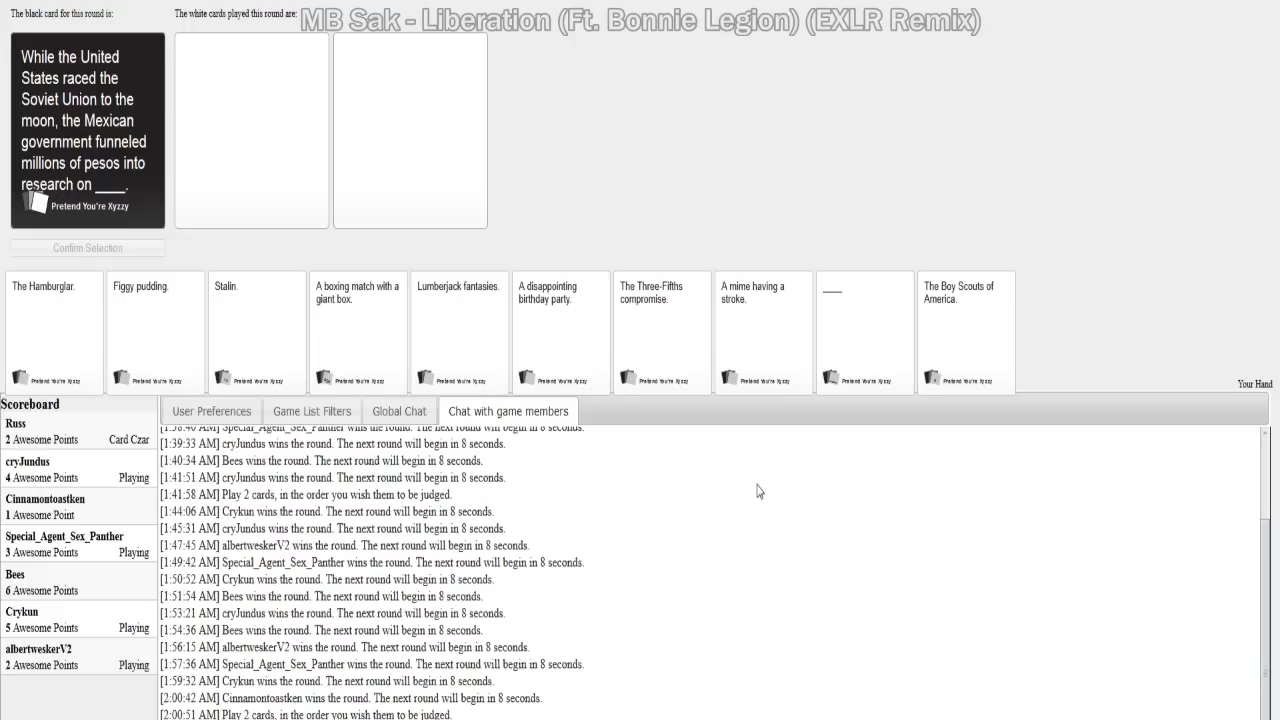 The black card for this round is:
The white cards played this round are:
MB Sak - Liberation (Ft. Bonnie Legion) (EXLR Remix)
While the United
States raced the
Soviet Union to the
moon, the Mexican
government funneled
millions of pesos into
research on ____.
Pretend You're Xyzzy
Confirm Selection
The Hamburglar.
Pretend You're Xyzzy
Figgy pudding.
Pretend You're Xyzzy
Stalin.
Pretend You're Xyzzy
A boxing match with a
giant box.
Pretend You're Xyzzy
Lumberjack fantasies.
Pretend You're Xyzzy
A disappointing
birthday party.
Pretend You're Xyzzy
The Three-Fifths
compromise.
Pretend You're Xyzzy
A mime having a
stroke.
Pretend You're Xyzzy
____
Pretend You're Xyzzy
The Boy Scouts of
America.
Pretend You're Xyzzy
Your Hand
Scoreboard
Russ
2 Awesome Points Card Czar
cryJundus
4 Awesome Points Playing
Cinnamontoastken
1 Awesome Point
Special_Agent_Sex_Panther
3 Awesome Points Playing
Bees
6 Awesome Points
Crykun
5 Awesome Points Playing
albertweskerV2
2 Awesome Points Playing
User Preferences
Game List Filters
Global Chat
Chat with game members
[1:38:40 AM] Special_Agent_Sex_Panther wins the round. The next round will begin in 8 seconds.
[1:39:33 AM] cryJundus wins the round. The next round will begin in 8 seconds.
[1:40:34 AM] Bees wins the round. The next round will begin in 8 seconds.
[1:41:51 AM] cryJundus wins the round. The next round will begin in 8 seconds.
[1:41:58 AM] Play 2 cards, in the order you wish them to be judged.
[1:44:06 AM] Crykun wins the round. The next round will begin in 8 seconds.
[1:45:31 AM] cryJundus wins the round. The next round will begin in 8 seconds.
[1:47:45 AM] albertweskerV2 wins the round. The next round will begin in 8 seconds.
[1:49:42 AM] Special_Agent_Sex_Panther wins the round. The next round will begin in 8 seconds.
[1:50:52 AM] Crykun wins the round. The next round will begin in 8 seconds.
[1:51:54 AM] Bees wins the round. The next round will begin in 8 seconds.
[1:53:21 AM] cryJundus wins the round. The next round will begin in 8 seconds.
[1:54:36 AM] Bees wins the round. The next round will begin in 8 seconds.
[1:56:15 AM] albertweskerV2 wins the round. The next round will begin in 8 seconds.
[1:57:36 AM] Special_Agent_Sex_Panther wins the round. The next round will begin in 8 seconds.
[1:59:32 AM] Crykun wins the round. The next round will begin in 8 seconds.
[2:00:42 AM] Cinnamontoastken wins the round. The next round will begin in 8 seconds.
[2:00:51 AM] Play 2 cards, in the order you wish them to be judged.